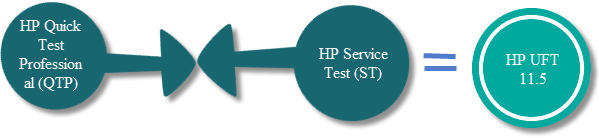 HP Quick
Test
Profession
al (QTP)
HP Service
Test (ST)
=
HP UFT
11.5